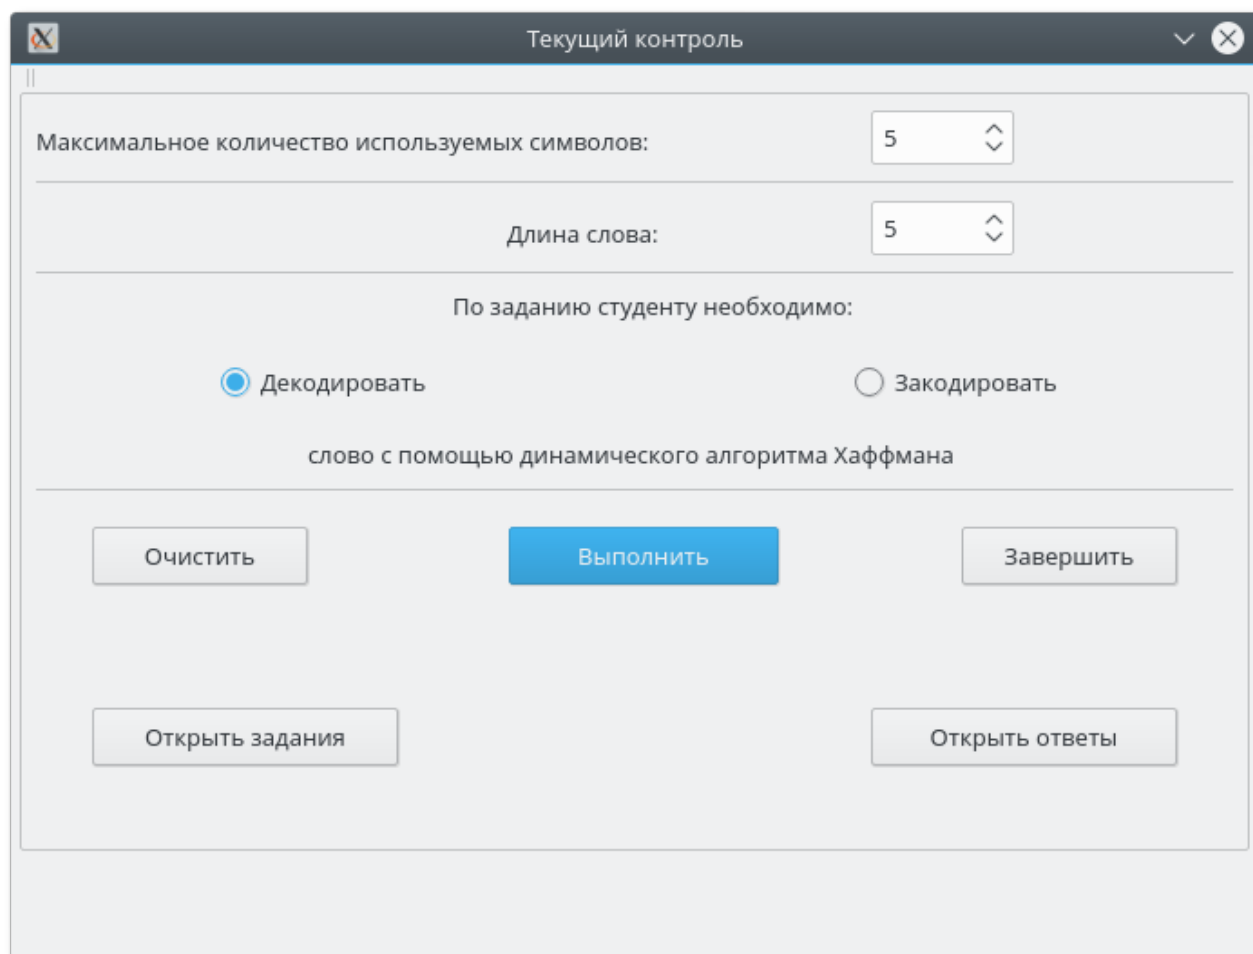 Текущий контроль
Максимальное количество используемых символов: 5
Длина слова: 5
По заданию студенту необходимо:
Декодировать Закодировать
слово с помощью динамического алгоритма Хаффмана
Очистить Выполнить Завершить
Открыть задания Открыть ответы